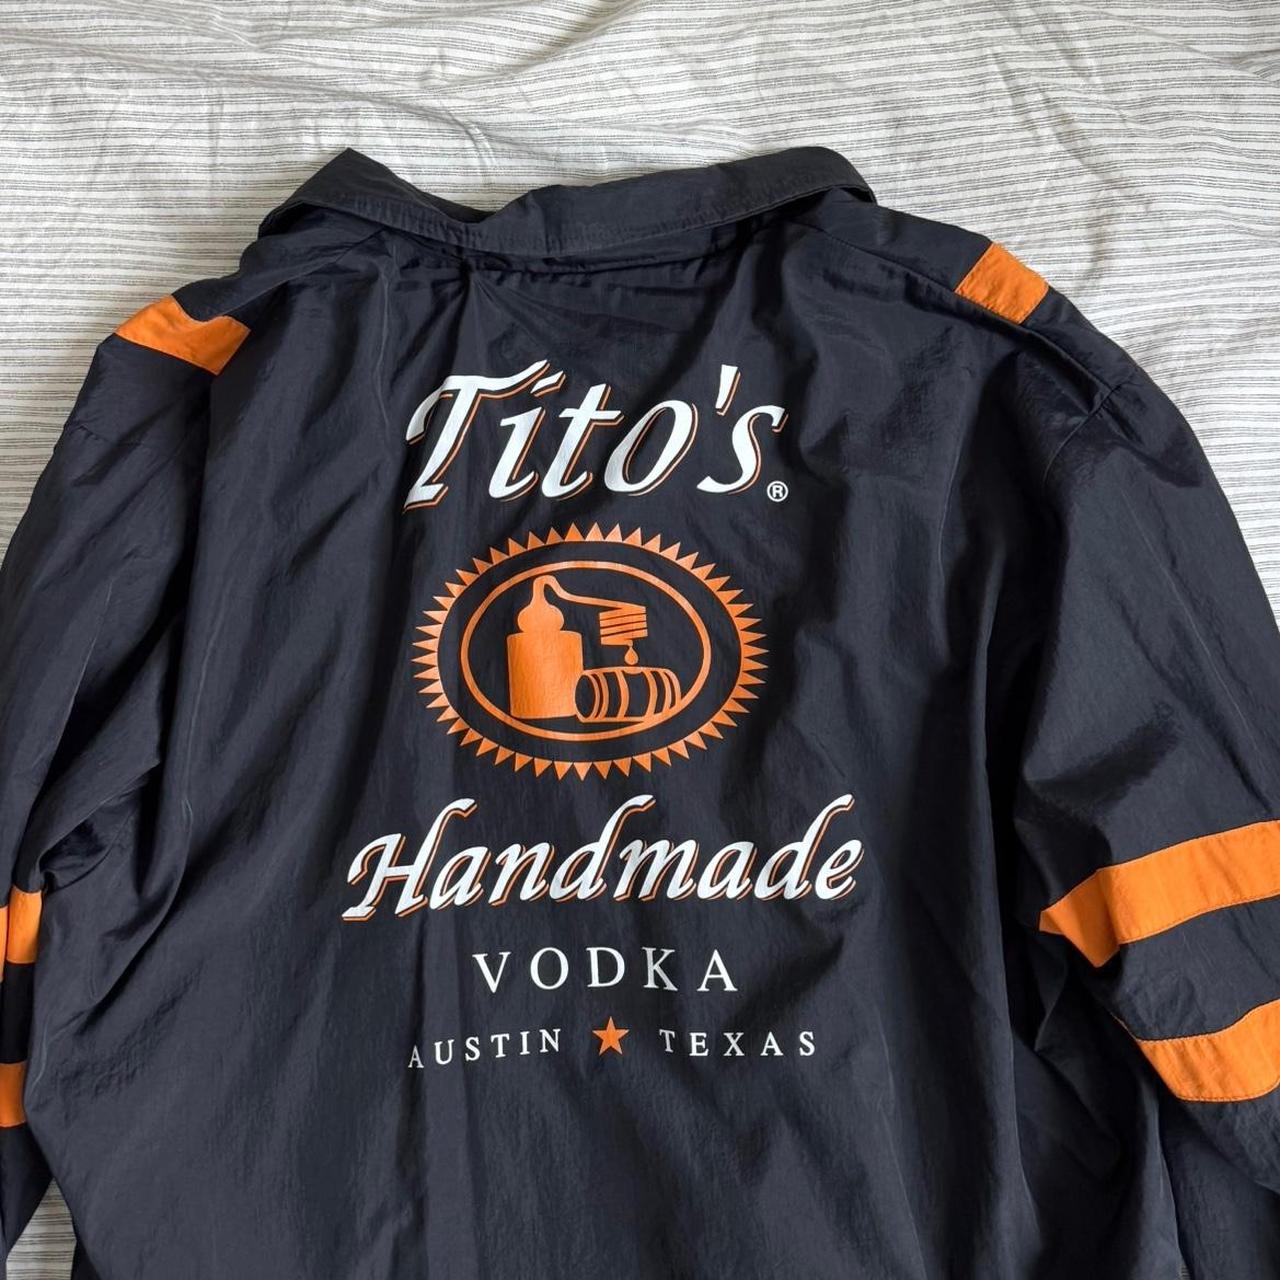 Tito's®
Handmade
VODKA
AUSTIN ★ TEXAS